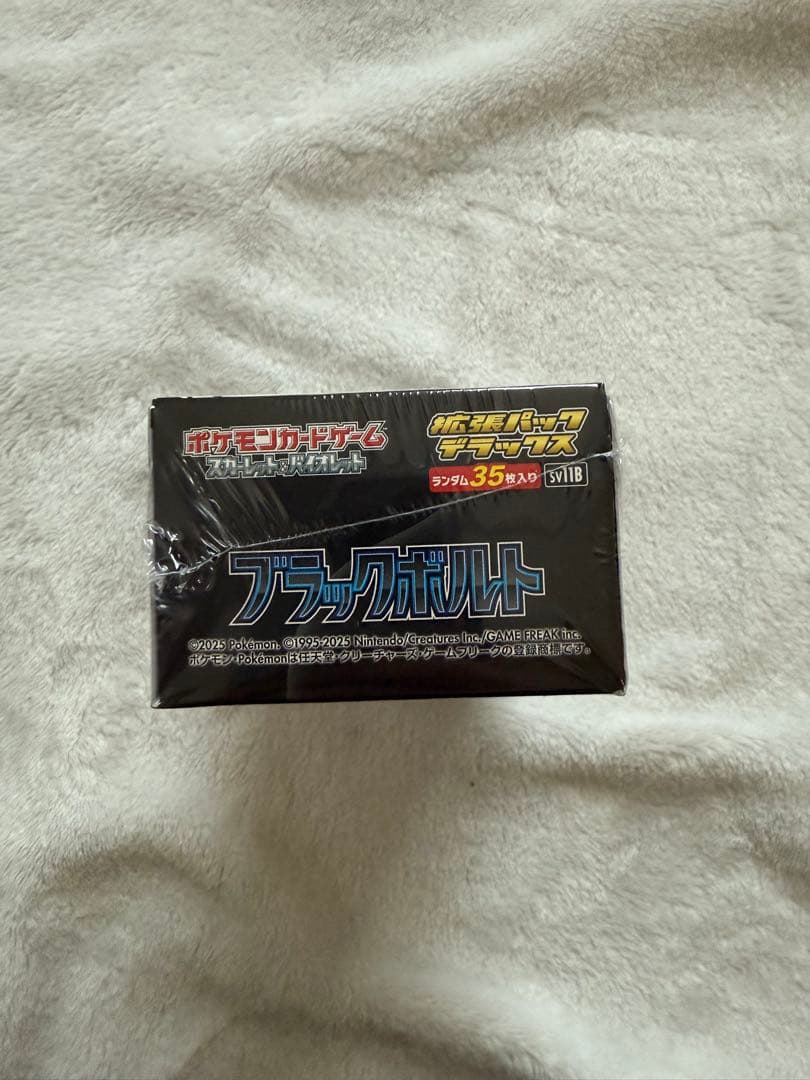 ポケモンカードゲーム
スカーレット&バイオレット
拡張パック
デラックス
ランダム35枚入り SV11B
ブラックボルト
©2025 Pokémon. ©1995-2025 Nintendo/Creatures Inc./GAME FREAK inc.
ポケモン・Pokémonは任天堂・クリーチャーズ・ゲームフリークの登録商標です。